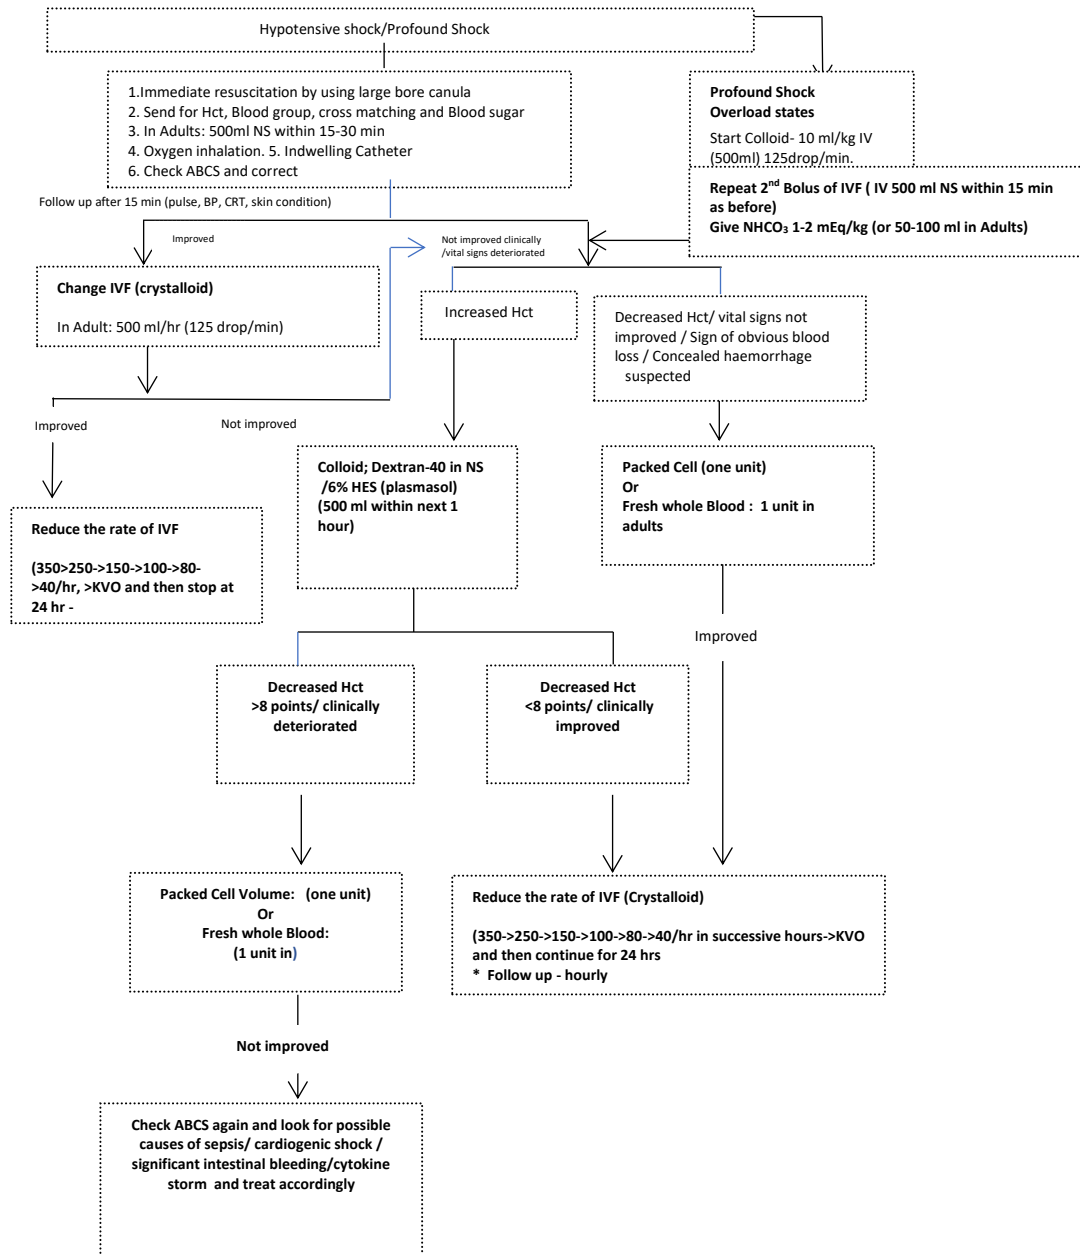 Hypotensive shock/Profound Shock
1.Immediate resuscitation by using large bore canula
2. Send for Hct, Blood group, cross matching and Blood sugar
3. In Adults: 500ml NS within 15-30 min
4. Oxygen inhalation. 5. Indwelling Catheter
6. Check ABCS and correct
Profound Shock
Overload states
Start Colloid- 10 ml/kg IV
(500ml) 125drop/min.
Repeat 2nd Bolus of IVF ( IV 500 ml NS within 15 min
as before)
Give NHCO₃ 1-2 mEq/kg (or 50-100 ml in Adults)
Follow up after 15 min (pulse, BP, CRT, skin condition)
Improved
Not improved clinically
/vital signs deteriorated
Change IVF (crystalloid)
In Adult: 500 ml/hr (125 drop/min)
Increased Hct
Decreased Hct/ vital signs not
improved / Sign of obvious blood
loss / Concealed haemorrhage
suspected
Improved
Not improved
Reduce the rate of IVF
(350>250->150->100->80-
>40/hr, >KVO and then stop at
24 hr -
Colloid; Dextran-40 in NS
/6% HES (plasmasol)
(500 ml within next 1
hour)
Packed Cell (one unit)
Or
Fresh whole Blood : 1 unit in
adults
Improved
Decreased Hct
>8 points/ clinically
deteriorated
Decreased Hct
<8 points/ clinically
improved
Packed Cell Volume: (one unit)
Or
Fresh whole Blood:
(1 unit in)
Reduce the rate of IVF (Crystalloid)
(350->250->150->100->80->40/hr in successive hours->KVO
and then continue for 24 hrs
* Follow up - hourly
Not improved
Check ABCS again and look for possible
causes of sepsis/ cardiogenic shock /
significant intestinal bleeding/cytokine
storm and treat accordingly